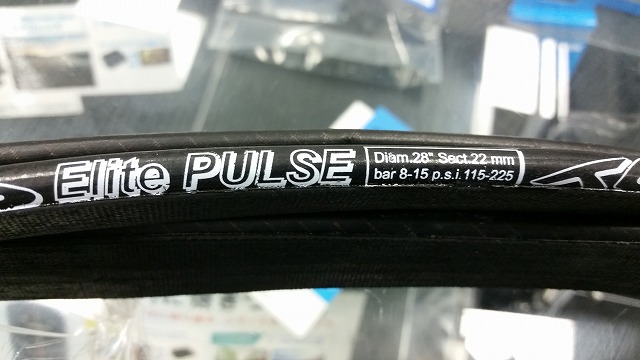 Elite PULSE
Diam.28" Sect.22 mm
bar 8-15 p.s.i.115-225